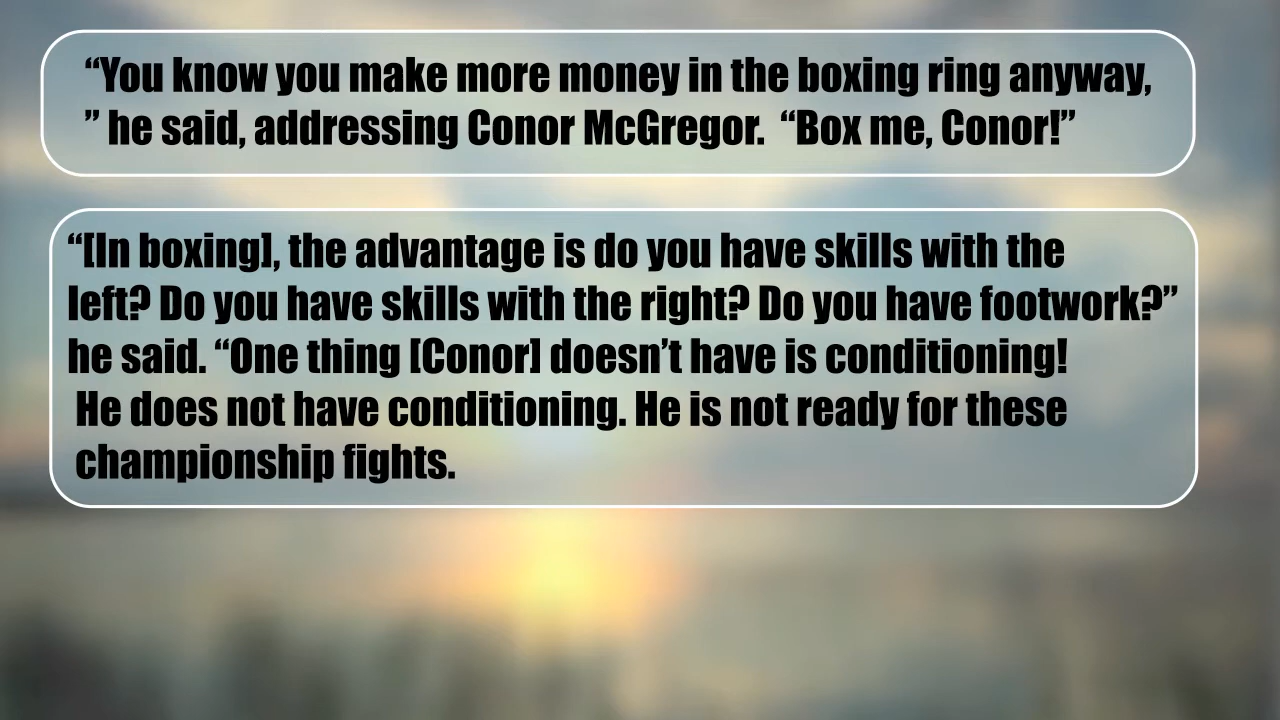 “You know you make more money in the boxing ring anyway,
” he said, addressing Conor McGregor.  “Box me, Conor!”
“[In boxing], the advantage is do you have skills with the
left? Do you have skills with the right? Do you have footwork?”
he said. “One thing [Conor] doesn’t have is conditioning!
He does not have conditioning. He is not ready for these
championship fights.